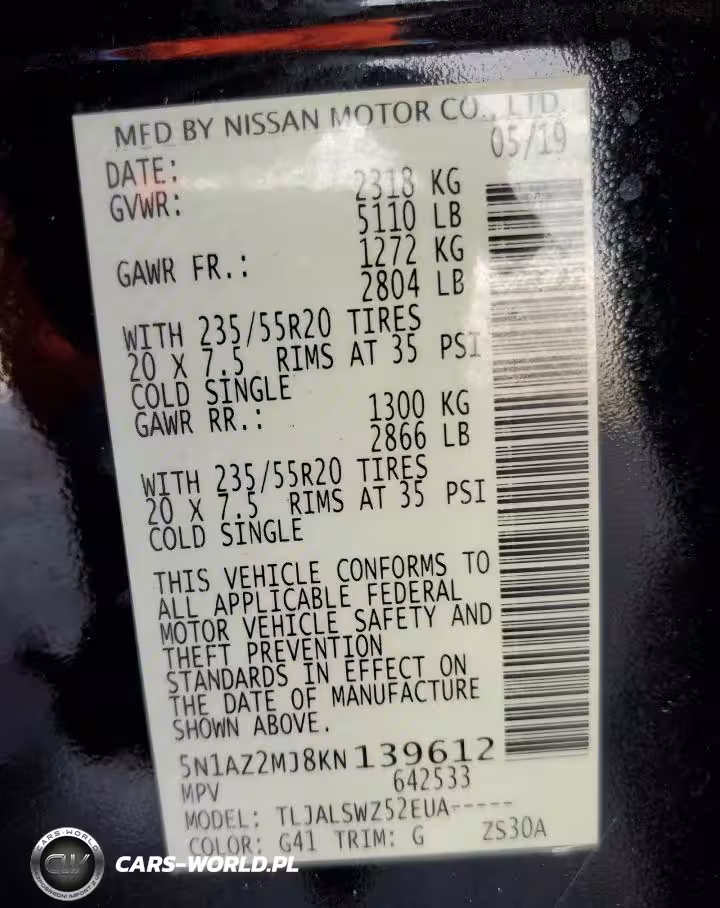 MFD BY NISSAN MOTOR CO., LTD.
DATE: 05/19
GVWR: 2318 KG
5110 LB
GAWR FR.: 1272 KG
2804 LB
WITH 235/55R20 TIRES
20 X 7.5 RIMS AT 35 PSI
COLD SINGLE
GAWR RR.: 1300 KG
2866 LB
WITH 235/55R20 TIRES
20 X 7.5 RIMS AT 35 PSI
COLD SINGLE
THIS VEHICLE CONFORMS TO
ALL APPLICABLE FEDERAL
MOTOR VEHICLE SAFETY AND
THEFT PREVENTION
STANDARDS IN EFFECT ON
THE DATE OF MANUFACTURE
SHOWN ABOVE.
5N1AZ2MJ8KN139612
MPV 642533
MODEL: TLJALSWZ52EUA-----
COLOR: G41 TRIM: G ZS30A
CARS-WORLD
CW
CARS-WORLD.PL